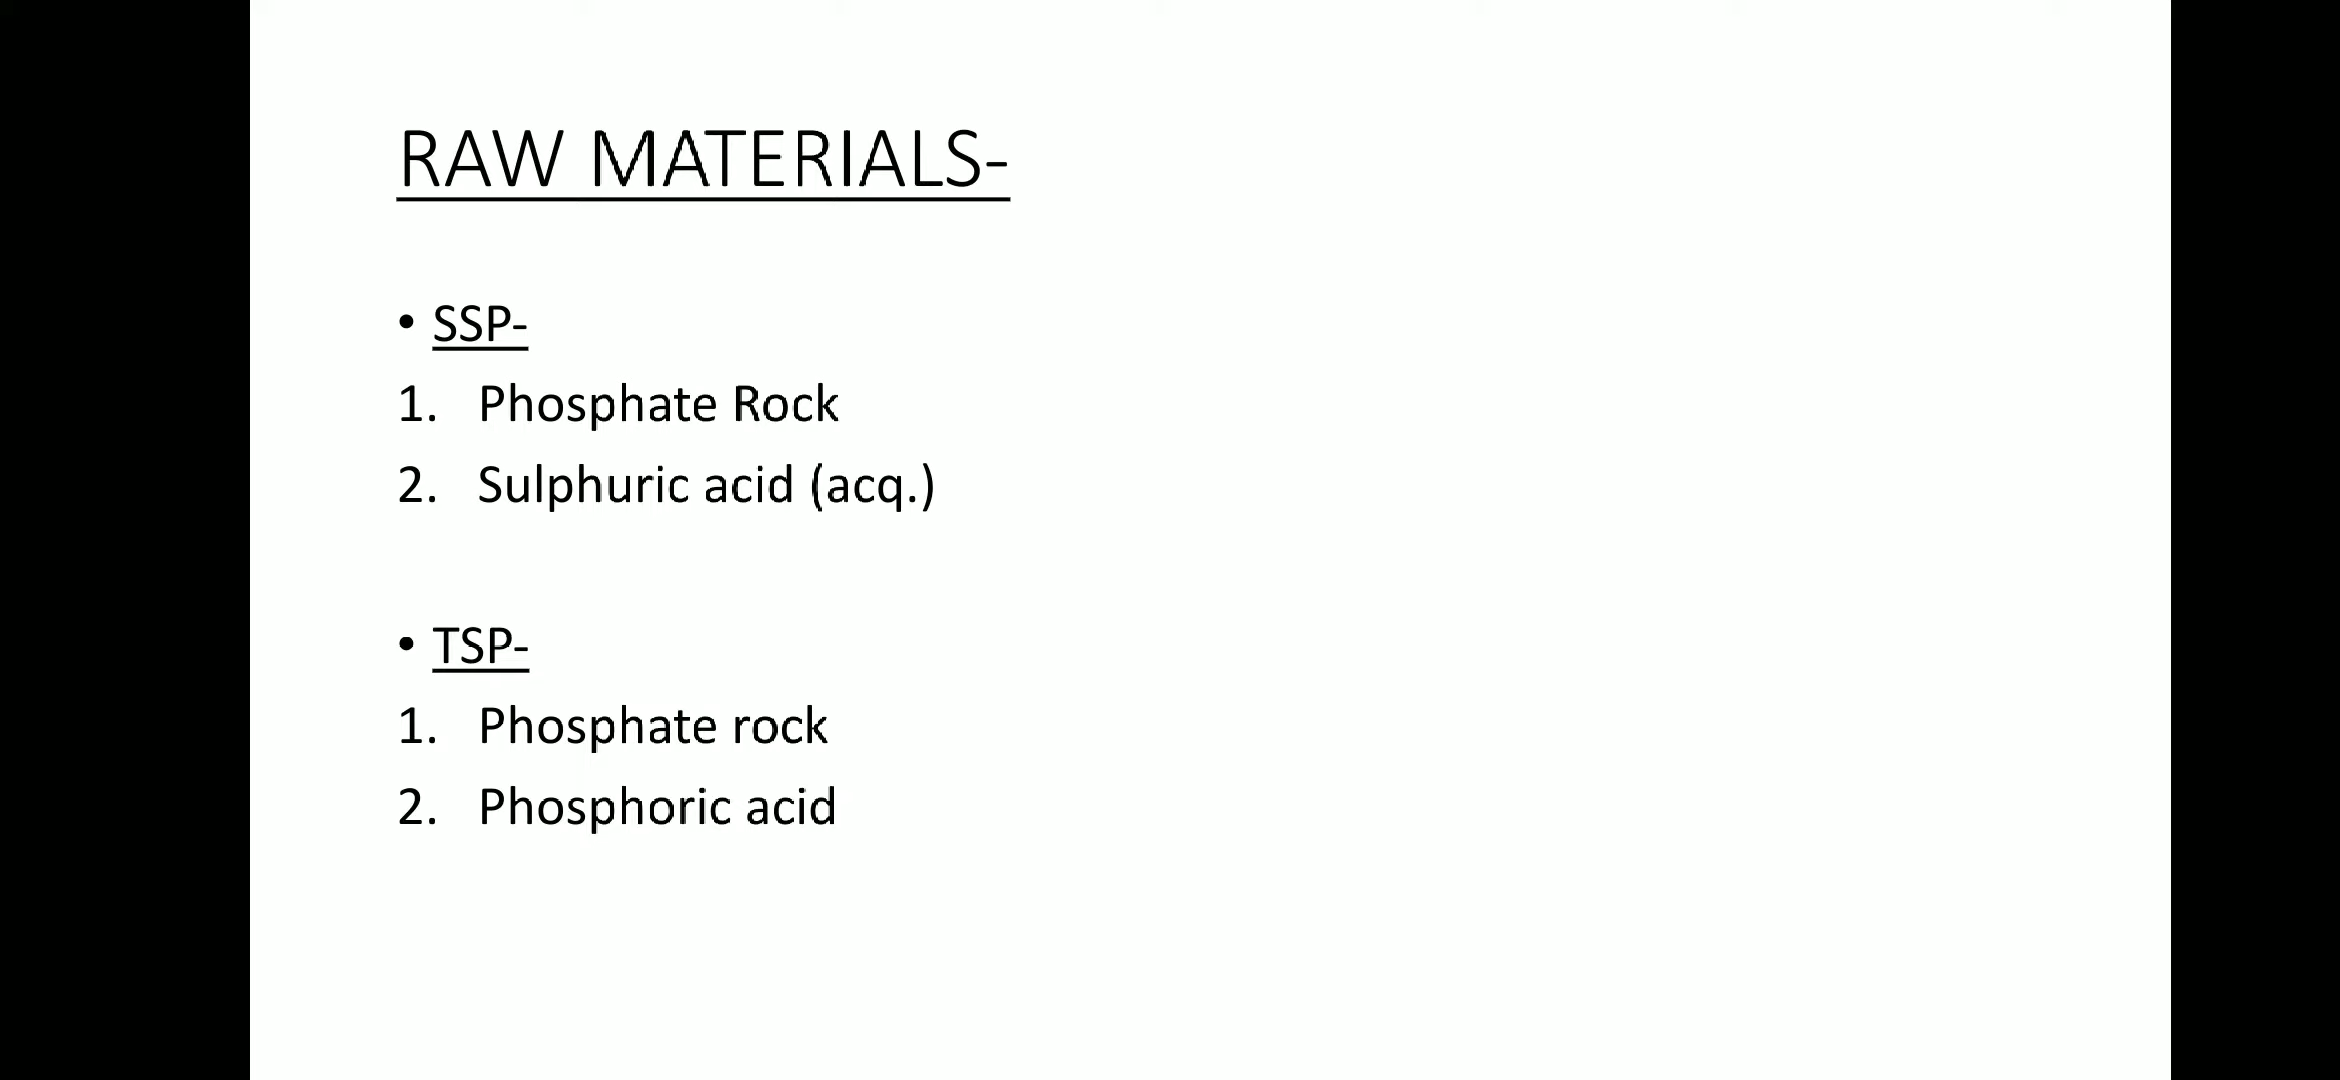 RAW MATERIALS-
• SSP-
1. Phosphate Rock
2. Sulphuric acid (acq.)
• TSP-
1. Phosphate rock
2. Phosphoric acid